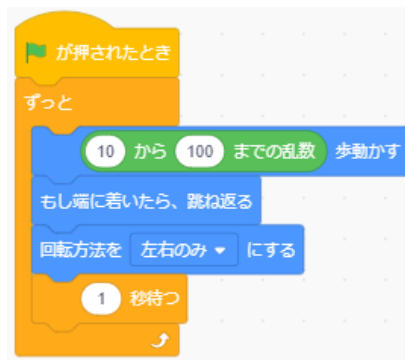 が押されたとき
ずっと
10 から 100 までの乱数 歩動かす
もし端に着いたら、跳ね返る
回転方法を 左右のみ にする
1 秒待つ